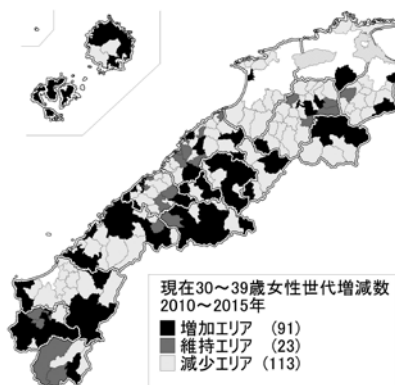 現在30～39歳女性世代増減数
2010～2015年
増加エリア （91）
維持エリア （23）
減少エリア （113）